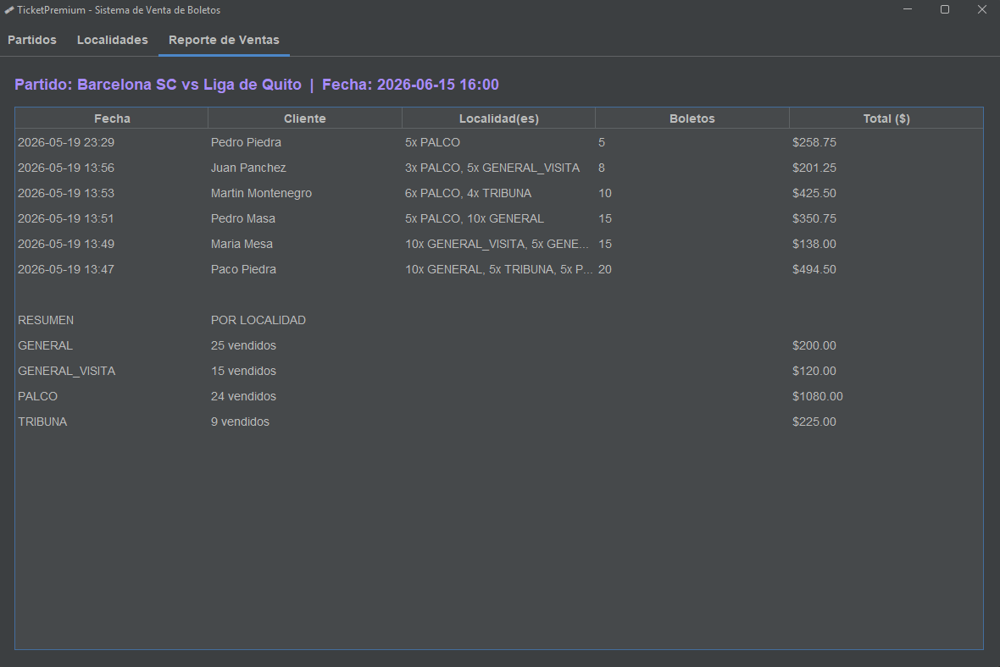 TicketPremium - Sistema de Venta de Boletos
Partidos Localidades Reporte de Ventas
Partido: Barcelona SC vs Liga de Quito | Fecha: 2026-06-15 16:00
Fecha Cliente Localidad(es) Boletos Total ($)
2026-05-19 23:29 Pedro Piedra 5x PALCO 5 $258.75
2026-05-19 13:56 Juan Panchez 3x PALCO, 5x GENERAL_VISITA 8 $201.25
2026-05-19 13:53 Martin Montenegro 6x PALCO, 4x TRIBUNA 10 $425.50
2026-05-19 13:51 Pedro Masa 5x PALCO, 10x GENERAL 15 $350.75
2026-05-19 13:49 Maria Mesa 10x GENERAL_VISITA, 5x GENE... 15 $138.00
2026-05-19 13:47 Paco Piedra 10x GENERAL, 5x TRIBUNA, 5x P... 20 $494.50
RESUMEN POR LOCALIDAD
GENERAL 25 vendidos $200.00
GENERAL_VISITA 15 vendidos $120.00
PALCO 24 vendidos $1080.00
TRIBUNA 9 vendidos $225.00